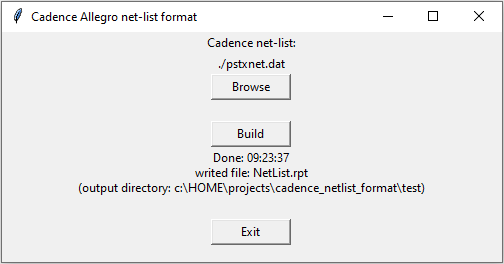 Cadence Allegro net-list format
Cadence net-list:
./pstxnet.dat
Browse
Build
Done: 09:23:37
writed file: NetList.rpt
(output directory: c:\HOME\projects\cadence_netlist_format\test)
Exit